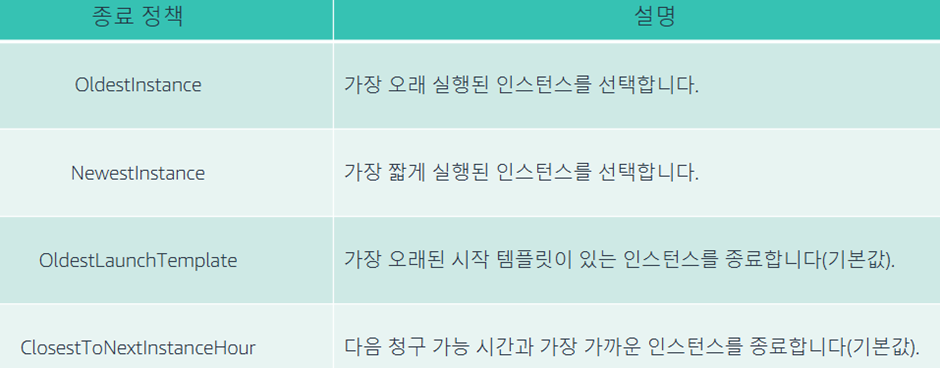 종료 정책 설명
OldestInstance 가장 오래 실행된 인스턴스를 선택합니다.
NewestInstance 가장 짧게 실행된 인스턴스를 선택합니다.
OldestLaunchTemplate 가장 오래된 시작 템플릿이 있는 인스턴스를 종료합니다(기본값).
ClosestToNextInstanceHour 다음 청구 가능 시간과 가장 가까운 인스턴스를 종료합니다(기본값).